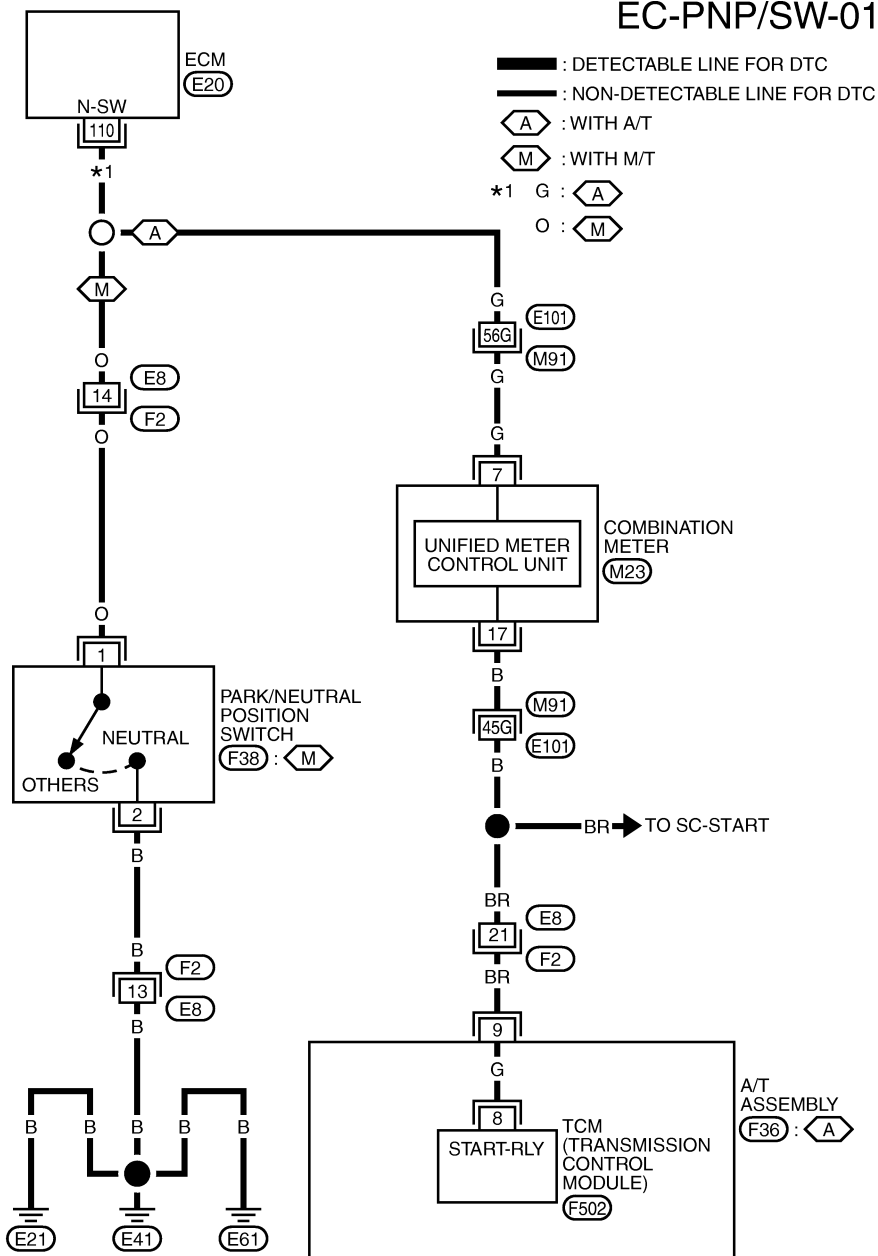 EC-PNP/SW-01
: DETECTABLE LINE FOR DTC
: NON-DETECTABLE LINE FOR DTC
A : WITH A/T
M : WITH M/T
*1 G : A
O : M
ECM
E20
N-SW
110
*1
A
M
O
14
E8
F2
O
O
1
PARK/NEUTRAL
POSITION
SWITCH
F38 : M
NEUTRAL
OTHERS
2
B
B
13
F2
E8
B
B
B
B
B
B
E21
E41
E61
G
56G
E101
M91
G
G
7
UNIFIED METER
CONTROL UNIT
COMBINATION
METER
M23
17
B
45G
M91
E101
B
BR
TO SC-START
BR
21
E8
F2
BR
9
G
8
START-RLY
TCM
(TRANSMISSION
CONTROL
MODULE)
F502
A/T
ASSEMBLY
F36 : A